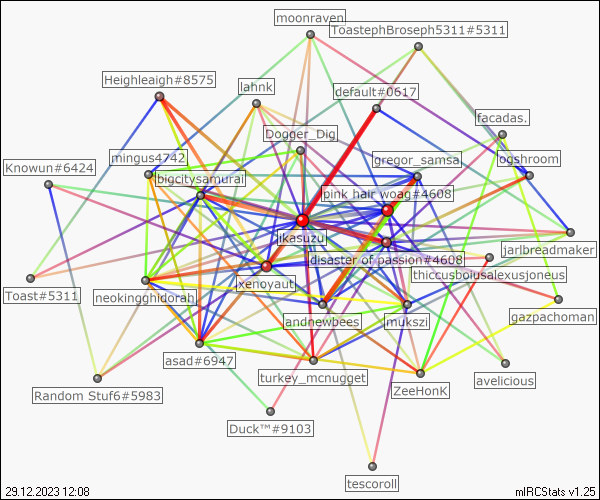 moonraven
ToastephBroseph5311#5311
Heighleigh#8575
lahnk
default#0617
facadas.
Dogger_Dig
mingus4742
gregor_samsa
ogshroom
Knowun#6424
bigcitysamurai
pink hair woag#4608
jikasuzu
jarlbreadmaker
disaster of passion#4608
thiccusboiusalexusjoneus
xenoyaut
Toast#5311
neokingghidorah
andnewbees
mukszi
gazpachoman
asad#6947
turkey_mcnugget
avelicious
Random Stuf6#5983
ZeeHonK
Duck™#9103
tescoroll
29.12.2023 12:08
mIRCStats v1.25